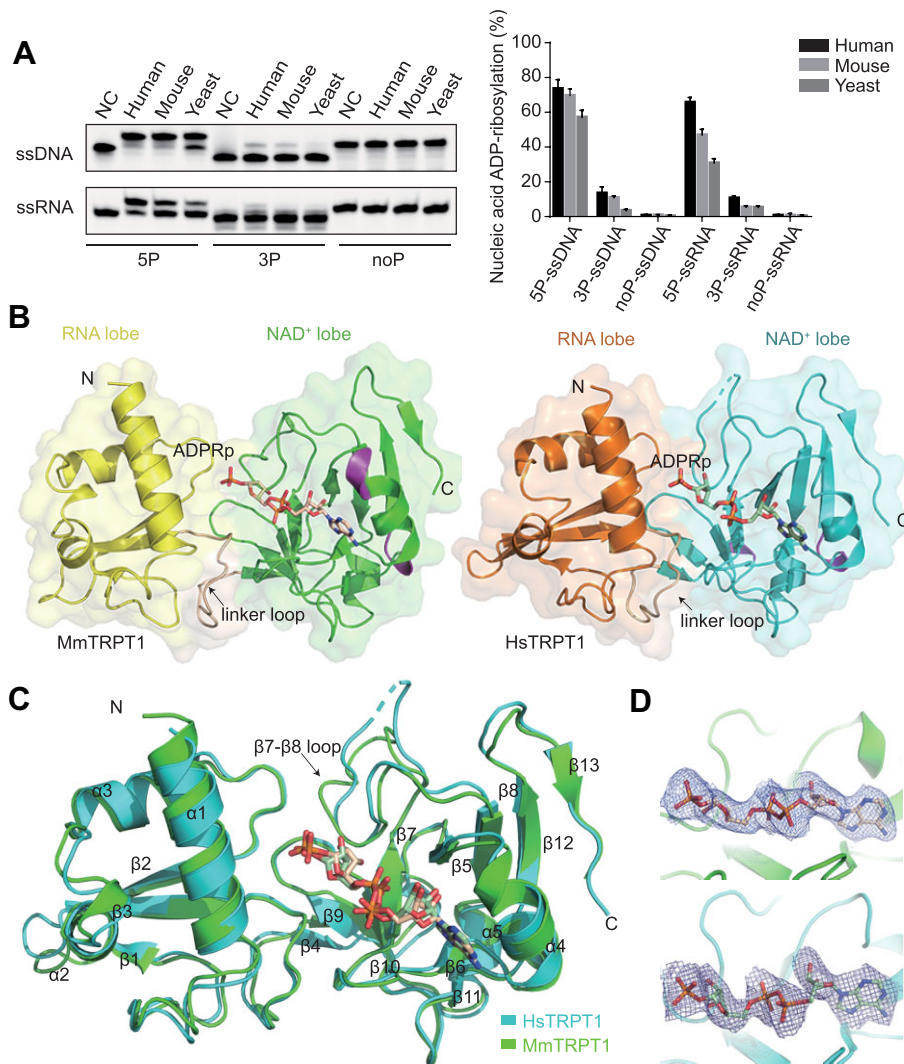 A
NC
Human
Mouse
Yeast
NC
Human
Mouse
Yeast
NC
Human
Mouse
Yeast
ssDNA
ssRNA
5P
3P
noP
Nucleic acid ADP-ribosylation (%)
100
80
60
40
20
0
5P-ssDNA
3P-ssDNA
noP-ssDNA
5P-ssRNA
3P-ssRNA
noP-ssRNA
Human
Mouse
Yeast
B
RNA lobe
NAD⁺ lobe
N
ADPRp
C
linker loop
MmTRPT1
RNA lobe
NAD⁺ lobe
N
ADPRp
C
linker loop
HsTRPT1
C
N
β7-β8 loop
β13
α3
α1
β8
β7
β12
β2
β5
β3
β9
α5
C
β4
α4
α2
β1
β10
β6
β11
HsTRPT1
MmTRPT1
D